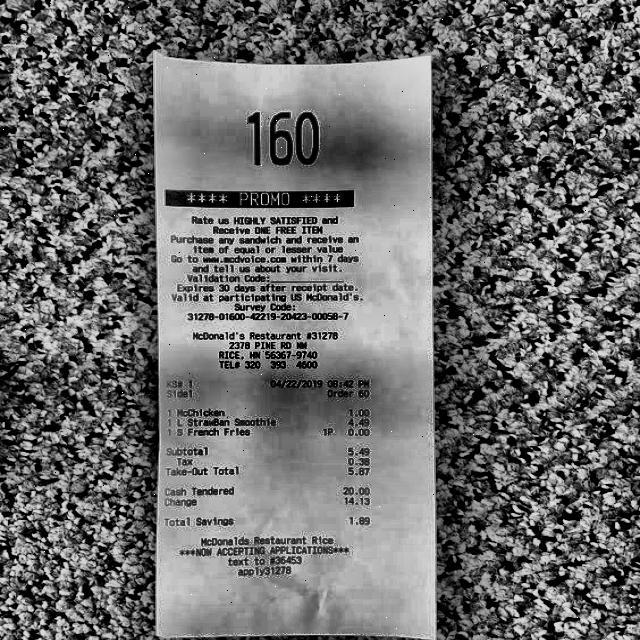 160
**** PROMO ****
Rate us HIGHLY SATISFIED and
Receive ONE FREE ITEM
Purchase any sandwich and receive an
item of equal or lesser value
Go to www.mcdvoice.com within 7 days
and tell us about your visit.
Validation Code:
Expires 30 days after receipt date.
Valid at participating US McDonald's.
Survey Code:
31278-01600-42219-20423-00058-7
McDonald's Restaurant #31278
2378 PINE RD NW
RICE, MN 56367-9740
TEL# 320 393 4600
KS# 1 04/22/2019 08:42 PM
Side1 Order 60
1 McChicken 1.00
1 L StrawBan Smoothie 4.49
1 S French Fries 1P 0.00
Subtotal 5.49
Tax 0.38
Take-Out Total 5.87
Cash Tendered 20.00
Change 14.13
Total Savings 1.89
McDonalds Restaurant Rice
***NOW ACCEPTING APPLICATIONS***
text to #36453
apply31278